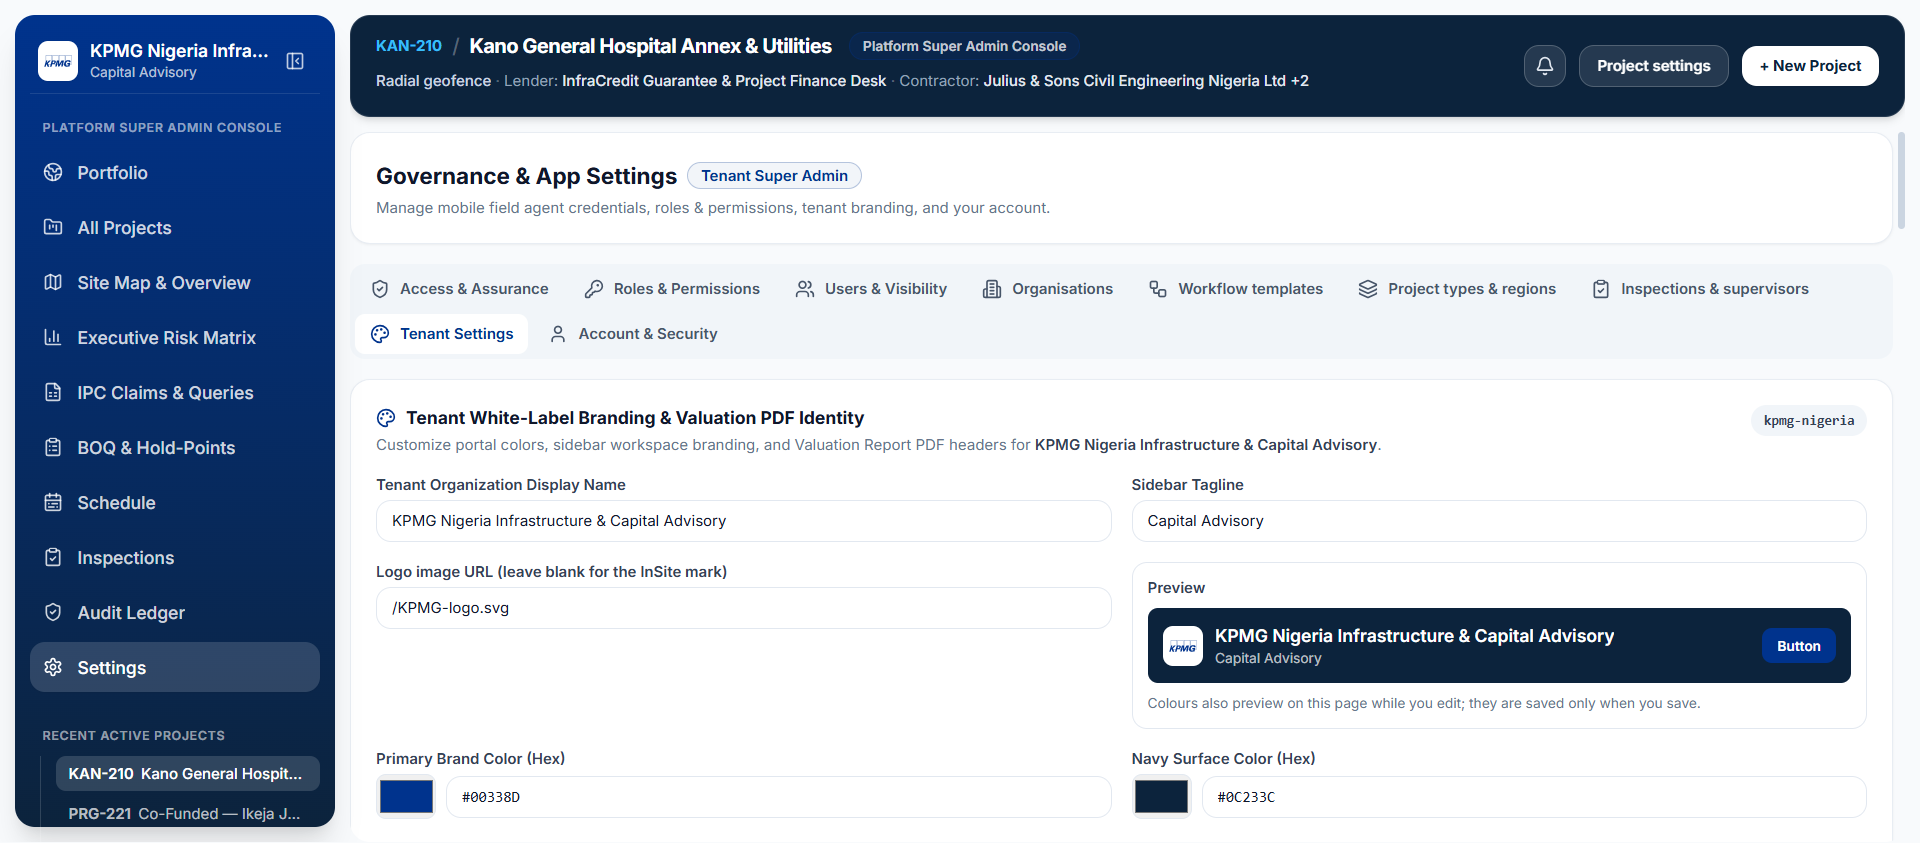 KPMG
KPMG Nigeria Infra...
Capital Advisory
PLATFORM SUPER ADMIN CONSOLE
Portfolio
All Projects
Site Map & Overview
Executive Risk Matrix
IPC Claims & Queries
BOQ & Hold-Points
Schedule
Inspections
Audit Ledger
Settings
RECENT ACTIVE PROJECTS
KAN-210 Kano General Hospit...
PRG-221 Co-Funded — Ikeja J...
KAN-210 / Kano General Hospital Annex & Utilities Platform Super Admin Console
Radial geofence · Lender: InfraCredit Guarantee & Project Finance Desk · Contractor: Julius & Sons Civil Engineering Nigeria Ltd +2
Project settings
+ New Project
Governance & App Settings Tenant Super Admin
Manage mobile field agent credentials, roles & permissions, tenant branding, and your account.
Access & Assurance Roles & Permissions Users & Visibility Organisations Workflow templates Project types & regions Inspections & supervisors
Tenant Settings Account & Security
Tenant White-Label Branding & Valuation PDF Identity
kpmg-nigeria
Customize portal colors, sidebar workspace branding, and Valuation Report PDF headers for KPMG Nigeria Infrastructure & Capital Advisory.
Tenant Organization Display Name
KPMG Nigeria Infrastructure & Capital Advisory
Sidebar Tagline
Capital Advisory
Logo image URL (leave blank for the InSite mark)
/KPMG-logo.svg
Preview
KPMG
KPMG Nigeria Infrastructure & Capital Advisory
Capital Advisory
Button
Colours also preview on this page while you edit; they are saved only when you save.
Primary Brand Color (Hex)
#00338D
Navy Surface Color (Hex)
#0C233C